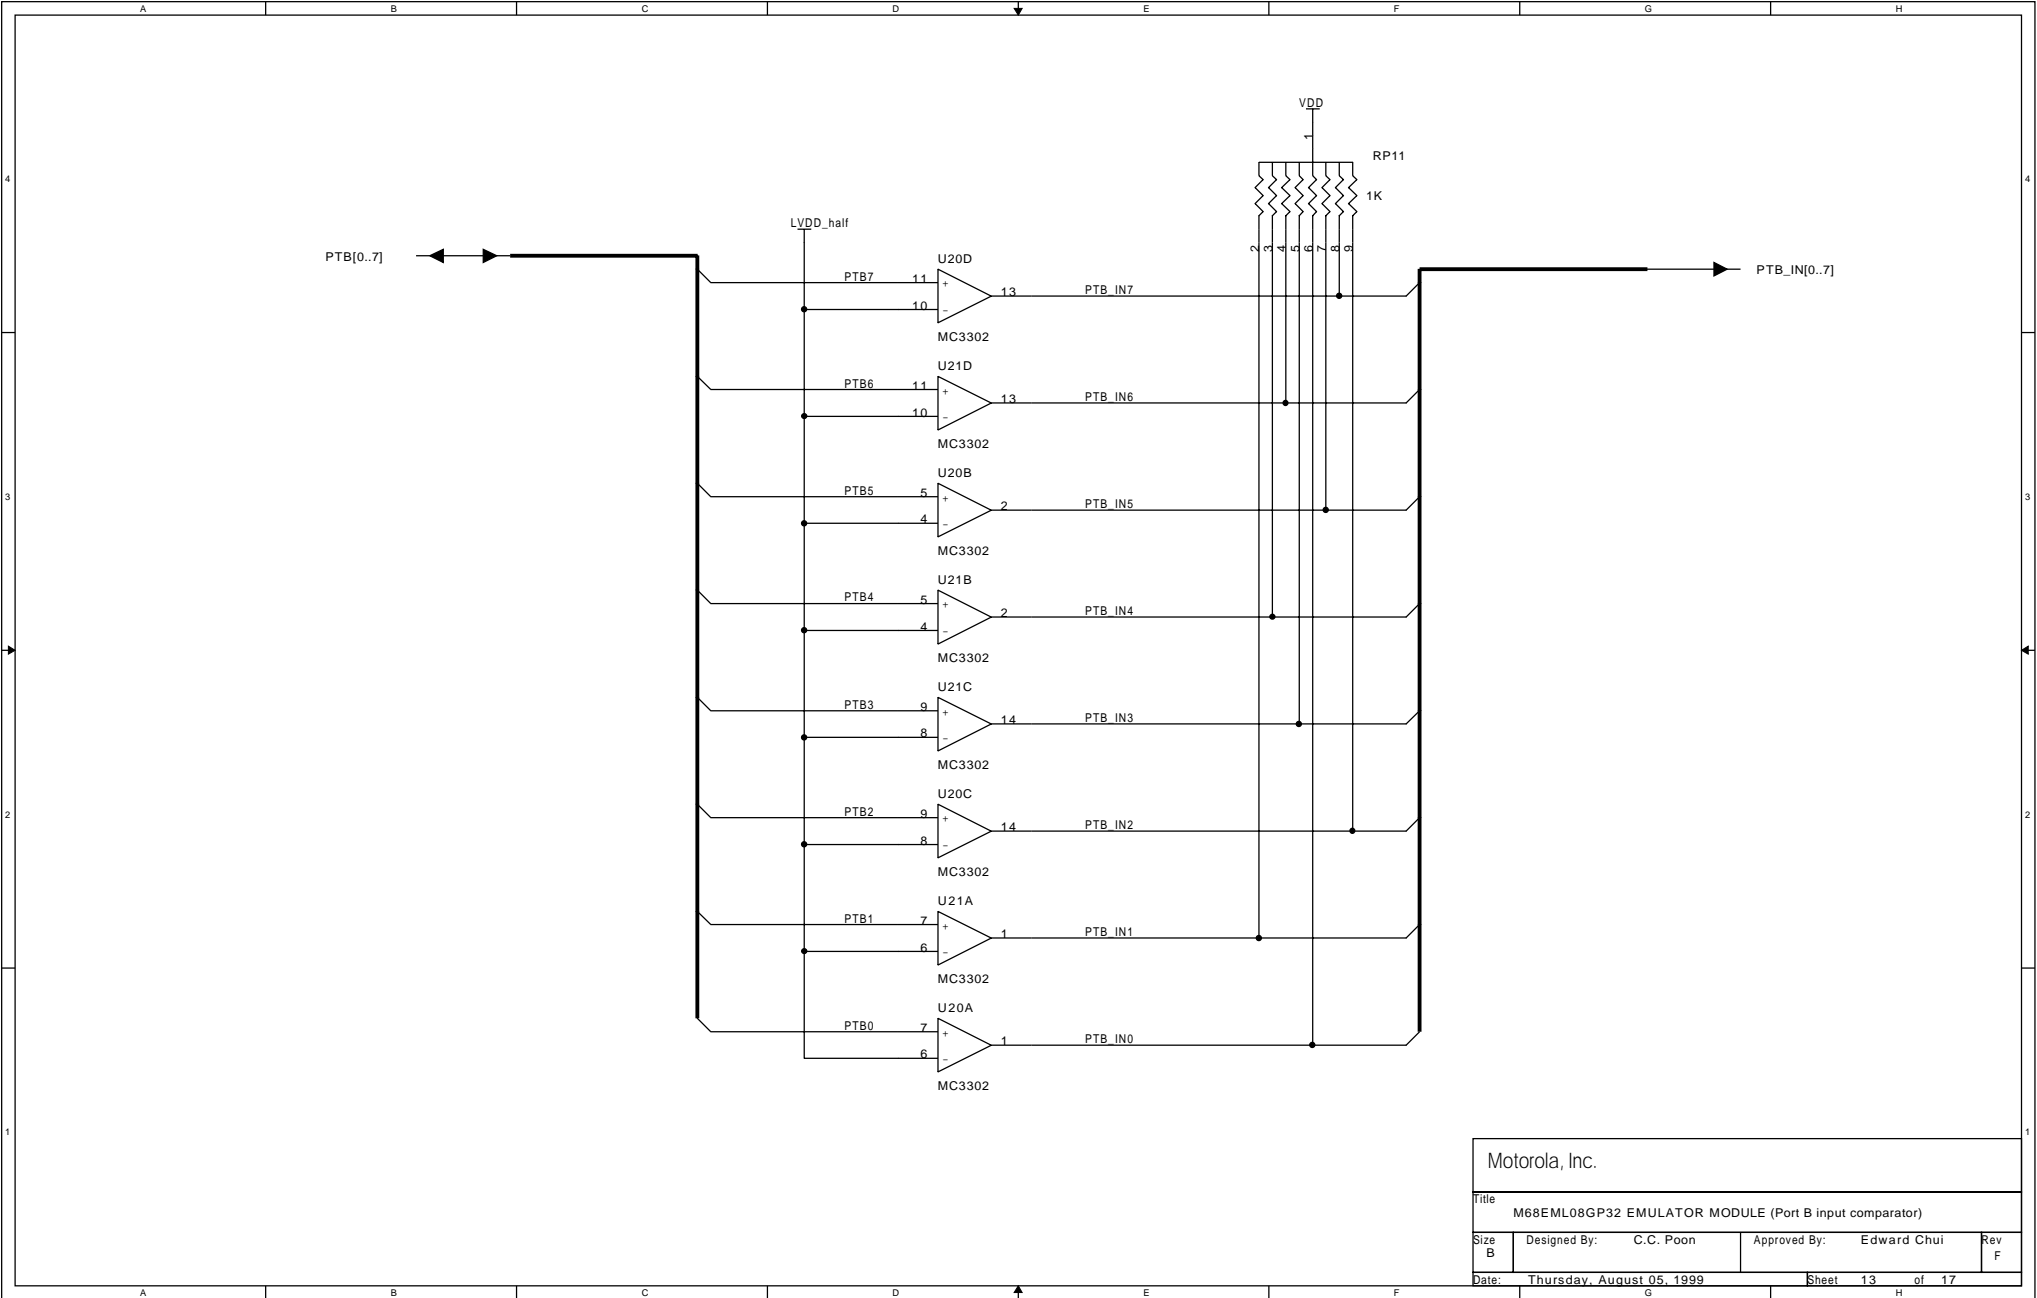 A B C D E F G H
VDD
1
RP11
4 4
1K
LVDD_half
2 3 4 5 6 7 8 9
PTB[0..7]
PTB_IN[0..7]
U20D
PTB7 11 + 13 PTB_IN7
10 -
MC3302
U21D
PTB6 11 + 13 PTB_IN6
10 -
MC3302
U20B
3 3
PTB5 5 + 2 PTB_IN5
4 -
MC3302
U21B
PTB4 5 + 2 PTB_IN4
4 -
MC3302
U21C
PTB3 9 + 14 PTB_IN3
8 -
MC3302
U20C
2 2
PTB2 9 + 14 PTB_IN2
8 -
MC3302
U21A
PTB1 7 + 1 PTB_IN1
6 -
MC3302
U20A
PTB0 7 + 1 PTB_IN0
6 -
MC3302
1 1
Motorola, Inc.
Title
M68EML08GP32 EMULATOR MODULE (Port B input comparator)
Size Designed By: C.C. Poon Approved By: Edward Chui Rev
B F
Date: Thursday, August 05, 1999 Sheet 13 of 17
A B C D E F G H